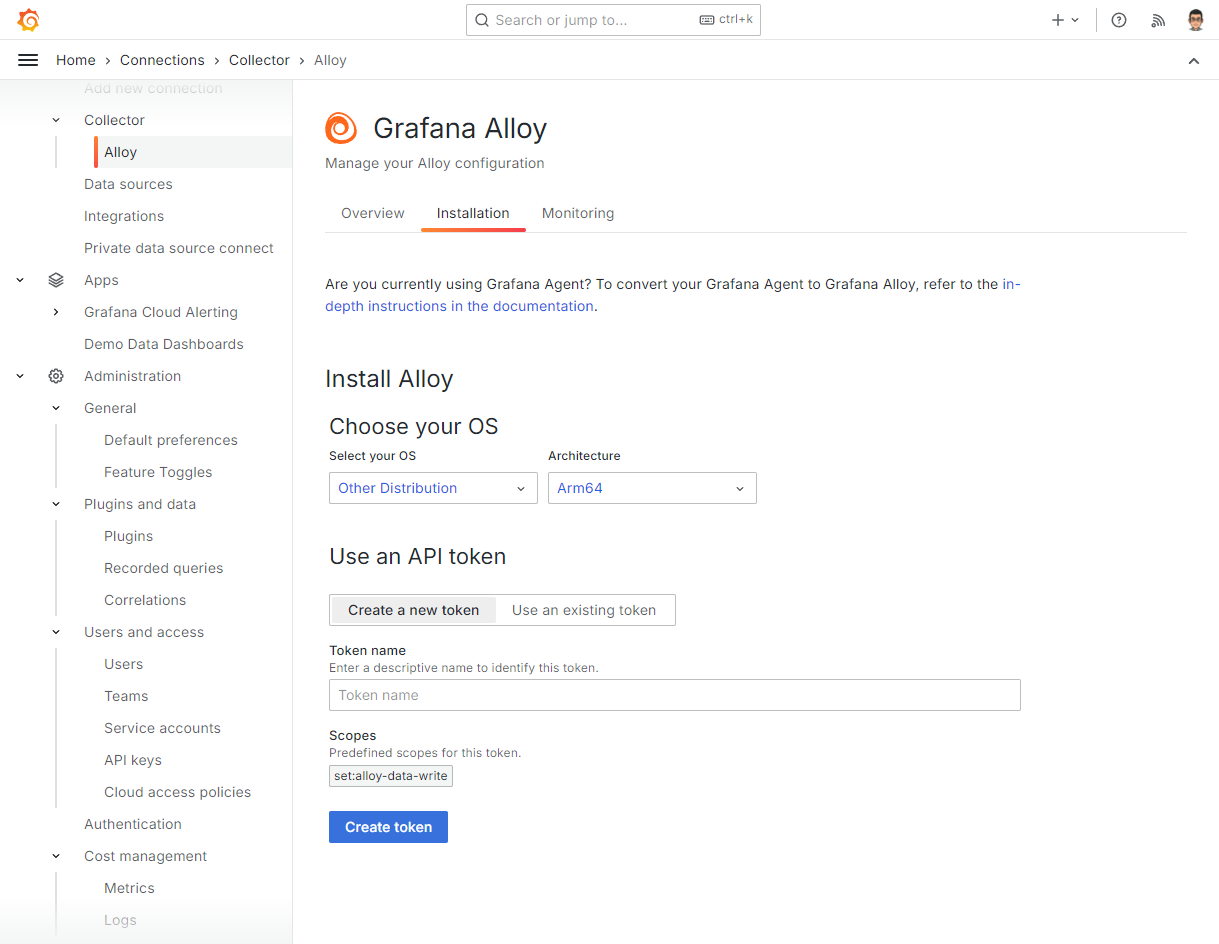 Search or jump to... ctrl+k
Home › Connections › Collector › Alloy
Add new connection
Collector
Alloy
Data sources
Integrations
Private data source connect
Apps
Grafana Cloud Alerting
Demo Data Dashboards
Administration
General
Default preferences
Feature Toggles
Plugins and data
Plugins
Recorded queries
Correlations
Users and access
Users
Teams
Service accounts
API keys
Cloud access policies
Authentication
Cost management
Metrics
Logs
Grafana Alloy
Manage your Alloy configuration
Overview Installation Monitoring
Are you currently using Grafana Agent? To convert your Grafana Agent to Grafana Alloy, refer to the in-
depth instructions in the documentation.
Install Alloy
Choose your OS
Select your OS Architecture
Other Distribution Arm64
Use an API token
Create a new token Use an existing token
Token name
Enter a descriptive name to identify this token.
Token name
Scopes
Predefined scopes for this token.
set:alloy-data-write
Create token